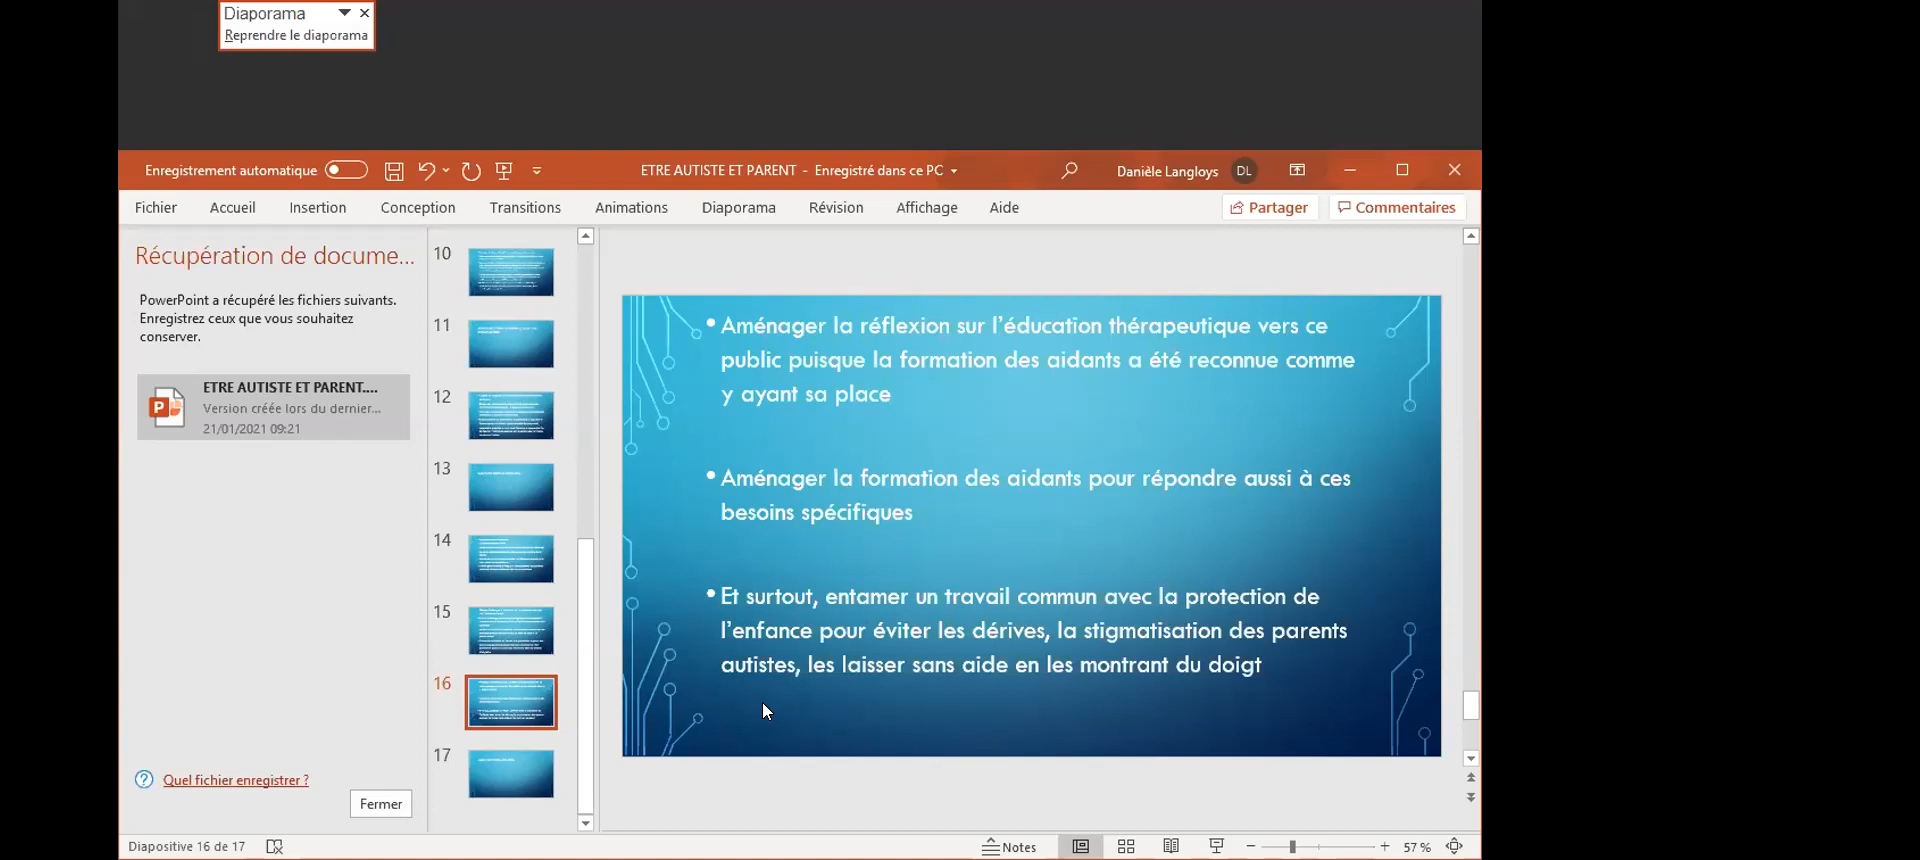 Diaporama
Reprendre le diaporama
Enregistrement automatique
ETRE AUTISTE ET PARENT - Enregistré dans ce PC
Danièle Langloys DL
Fichier Accueil Insertion Conception Transitions Animations Diaporama Révision Affichage Aide Partager Commentaires
Récupération de docume...
PowerPoint a récupéré les fichiers suivants.
Enregistrez ceux que vous souhaitez
conserver.
ETRE AUTISTE ET PARENT....
Version créée lors du dernier...
21/01/2021 09:21
Quel fichier enregistrer ?
Fermer
10
11
12
13
14
15
16
17
• Aménager la réflexion sur l'éducation thérapeutique vers ce
public puisque la formation des aidants a été reconnue comme
y ayant sa place
• Aménager la formation des aidants pour répondre aussi à ces
besoins spécifiques
• Et surtout, entamer un travail commun avec la protection de
l'enfance pour éviter les dérives, la stigmatisation des parents
autistes, les laisser sans aide en les montrant du doigt
Diapositive 16 de 17
Notes
57 %